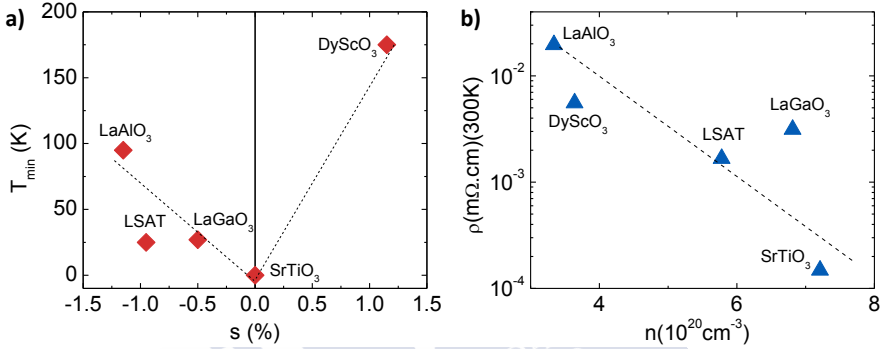 a)
200
150
100
50
0
T_min (K)
DyScO₃
LaAlO₃
LSAT
LaGaO₃
SrTiO₃
-1.5 -1.0 -0.5 0.0 0.5 1.0 1.5
s (%)
b)
10⁻²
10⁻³
10⁻⁴
ρ(mΩ.cm)(300K)
LaAlO₃
DyScO₃
LaGaO₃
LSAT
SrTiO₃
4 6 8
n(10²⁰cm⁻³)